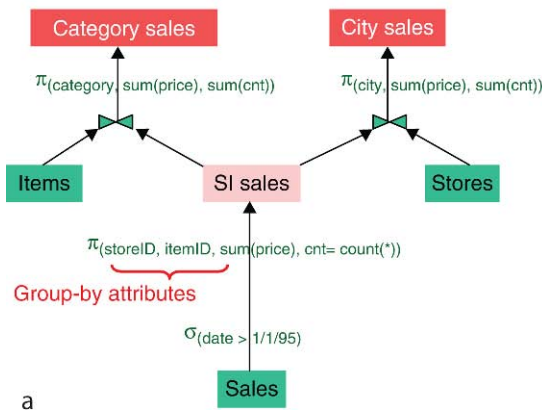 Category sales
City sales
π(category, sum(price), sum(cnt))
π(city, sum(price), sum(cnt))
Items
SI sales
Stores
π(storeID, itemID, sum(price), cnt= count(*))
Group-by attributes
σ(date > 1/1/95)
Sales
a